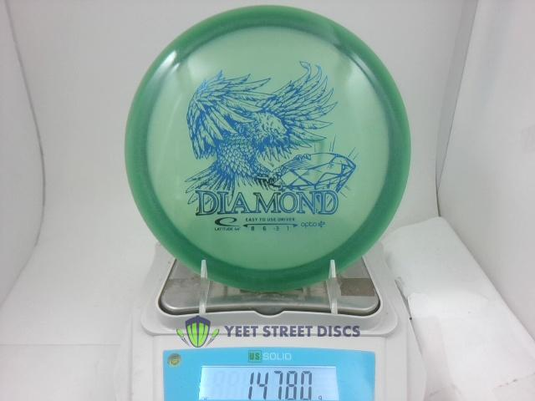 The
DIAMOND
EASY TO USE DRIVER
LATITUDE 64° 8 6 -3 1 opto
YEET STREET DISCS
US SOLID
147.80 g